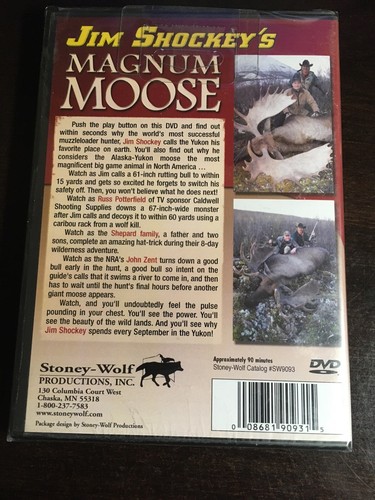 JIM SHOCKEY'S
MAGNUM
MOOSE
Push the play button on this DVD and find out
within seconds why the world's most successful
muzzleloader hunter, Jim Shockey calls the Yukon his
favorite place on earth. You'll also find out why he
considers the Alaska-Yukon moose the most
magnificent big game animal in North America ...
Watch as Jim calls a 61-inch rutting bull to within
15 yards and gets so excited he forgets to switch his
safety off. Then, you won't believe what he does next!
Watch as Russ Potterfield of TV sponsor Caldwell
Shooting Supplies downs a 67-inch-wide monster
after Jim calls and decoys it to within 60 yards using a
caribou rack from a wolf kill.
Watch as the Shepard family, a father and two
sons, complete an amazing hat-trick during their 8-day
wilderness adventure.
Watch as the NRA's John Zent turns down a good
bull early in the hunt, a good bull so intent on the
guide's calls that it swims a river to come in, and then
has to wait until the hunt's final hours before another
giant moose appears.
Watch, and you'll undoubtedly feel the pulse
pounding in your chest. You'll see the power. You'll
see the beauty of the wild lands. And you'll see why
Jim Shockey spends every September in the Yukon!
Stoney-Wolf
PRODUCTIONS, INC.
130 Columbia Court West
Chaska, MN 55318
1-800-237-7583
www.stoneywolf.com
Package design by Stoney-Wolf Productions
Approximately 90 minutes
Stoney-Wolf Catalog #SW9093
DVD
0 08681 90931 5